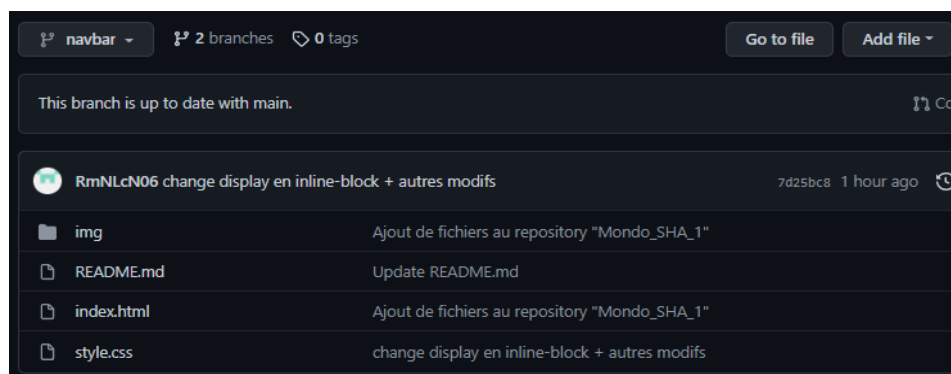 navbar 2 branches 0 tags Go to file Add file
This branch is up to date with main.
RmNLcN06 change display en inline-block + autres modifs 7d25bc8 1 hour ago
img Ajout de fichiers au repository "Mondo_SHA_1"
README.md Update README.md
index.html Ajout de fichiers au repository "Mondo_SHA_1"
style.css change display en inline-block + autres modifs